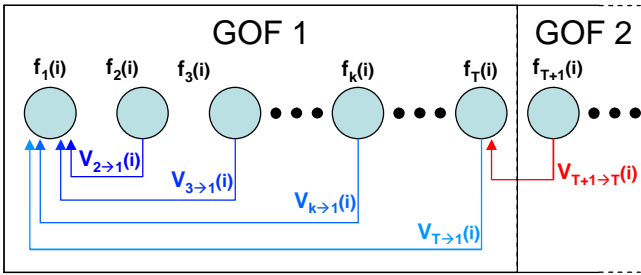 GOF 1 GOF 2
f1(i) f2(i) f3(i) fk(i) fT(i) fT+1(i)
V2→1(i)
V3→1(i)
Vk→1(i)
VT→1(i)
VT+1→T(i)